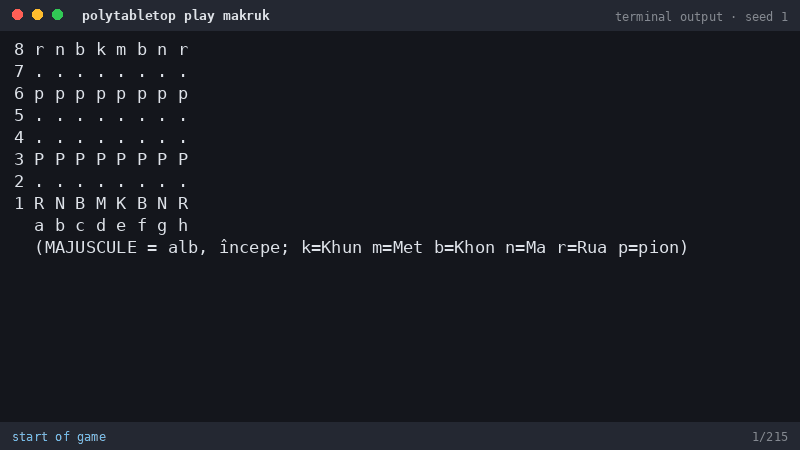 polytabletop play makruk
terminal output · seed 1
8 r n b k m b n r
7 . . . . . . . .
6 p p p p p p p p
5 . . . . . . . .
4 . . . . . . . .
3 P P P P P P P P
2 . . . . . . . .
1 R N B M K B N R
a b c d e f g h
(MAJUSCULE = alb, începe; k=Khun m=Met b=Khon n=Ma r=Rua p=pion)
start of game
1/215